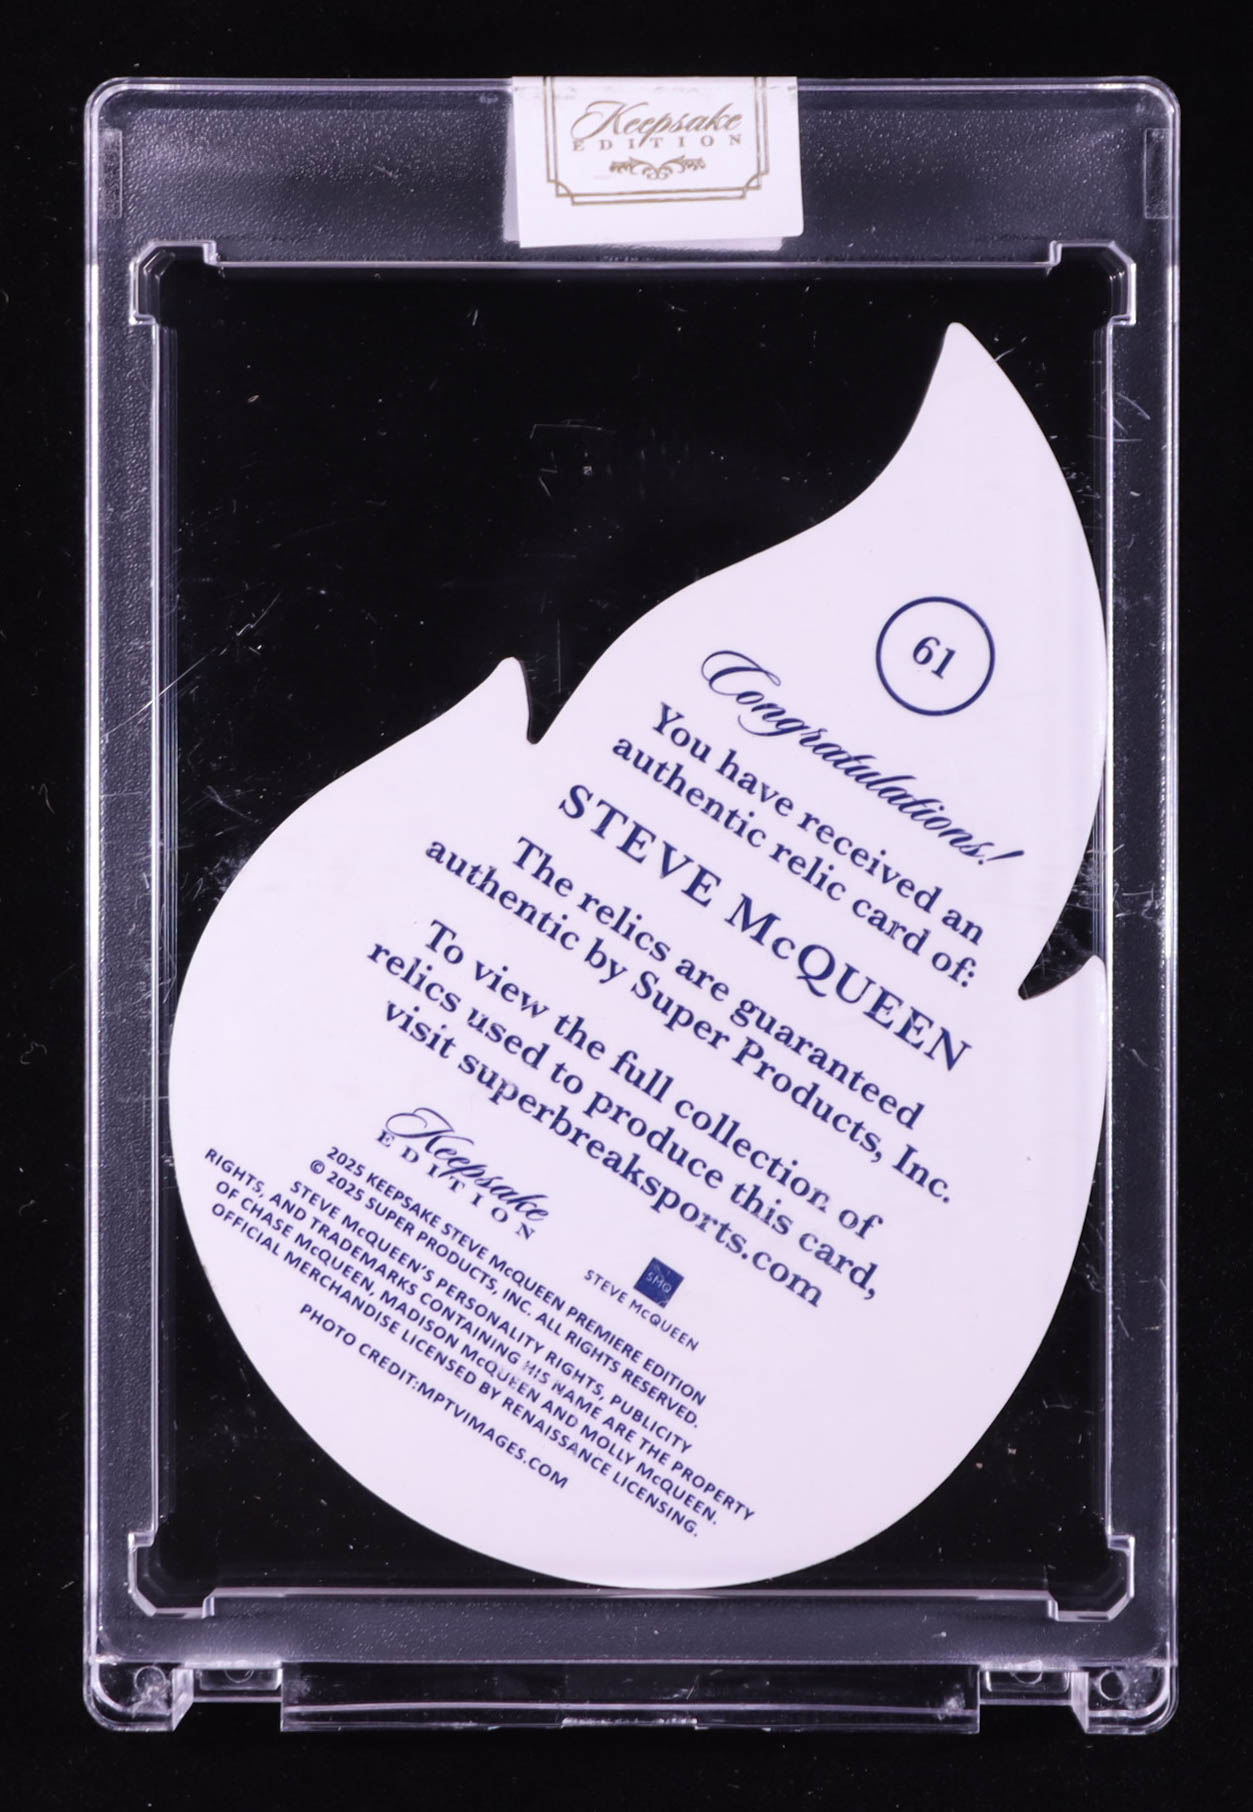 Keepsake
EDITION
61
Congratulations!
You have received an
authentic relic card of:
STEVE McQUEEN
The relics are guaranteed
authentic by Super Products, Inc.
To view the full collection of
relics used to produce this card,
visit superbreaksports.com
Keepsake
EDITION
SMQ
STEVE McQUEEN
2025 KEEPSAKE STEVE McQUEEN PREMIERE EDITION
© 2025 SUPER PRODUCTS, INC. ALL RIGHTS RESERVED.
STEVE McQUEEN'S PERSONALITY RIGHTS, PUBLICITY
RIGHTS, AND TRADEMARKS CONTAINING HIS NAME ARE THE PROPERTY
OF CHASE McQUEEN, MADISON McQUEEN AND MOLLY McQUEEN.
OFFICIAL MERCHANDISE LICENSED BY RENAISSANCE LICENSING.
PHOTO CREDIT:MPTVIMAGES.COM